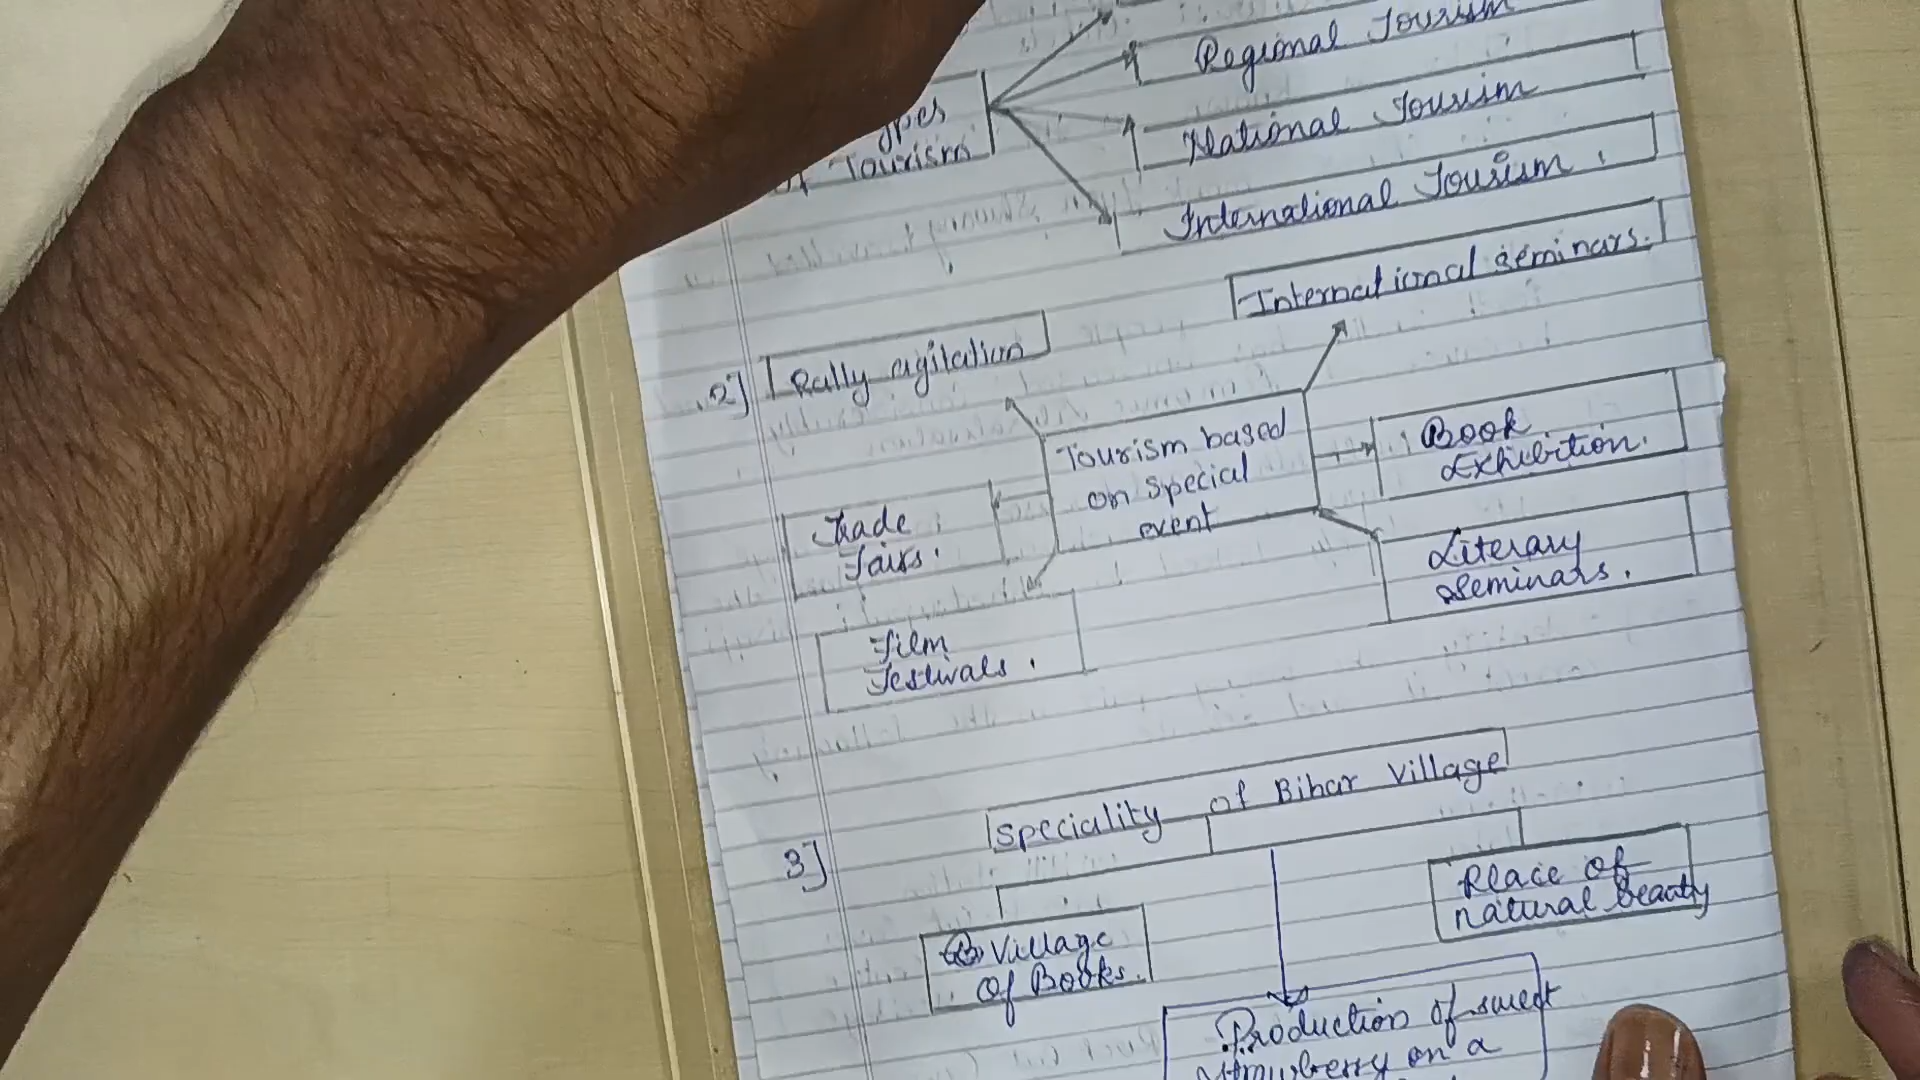 Regional Tourism
National Tourism
International Tourism.
Types
of Tourism
International seminars.
2] Rally agitation
Tourism based
on special
event
Book
Exhibition.
Trade
Fairs.
Literary
seminars.
Film
Festivals.
3]
Speciality of Bihar Village
Village
of Books.
Place of
natural beauty
Production of sweet
strawberry on a